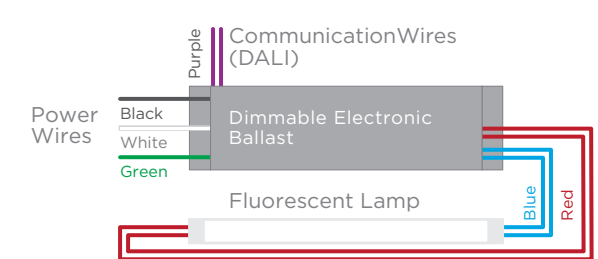 Purple
CommunicationWires
(DALI)
Power
Wires
Black
White
Green
Dimmable Electronic
Ballast
Fluorescent Lamp
Blue
Red